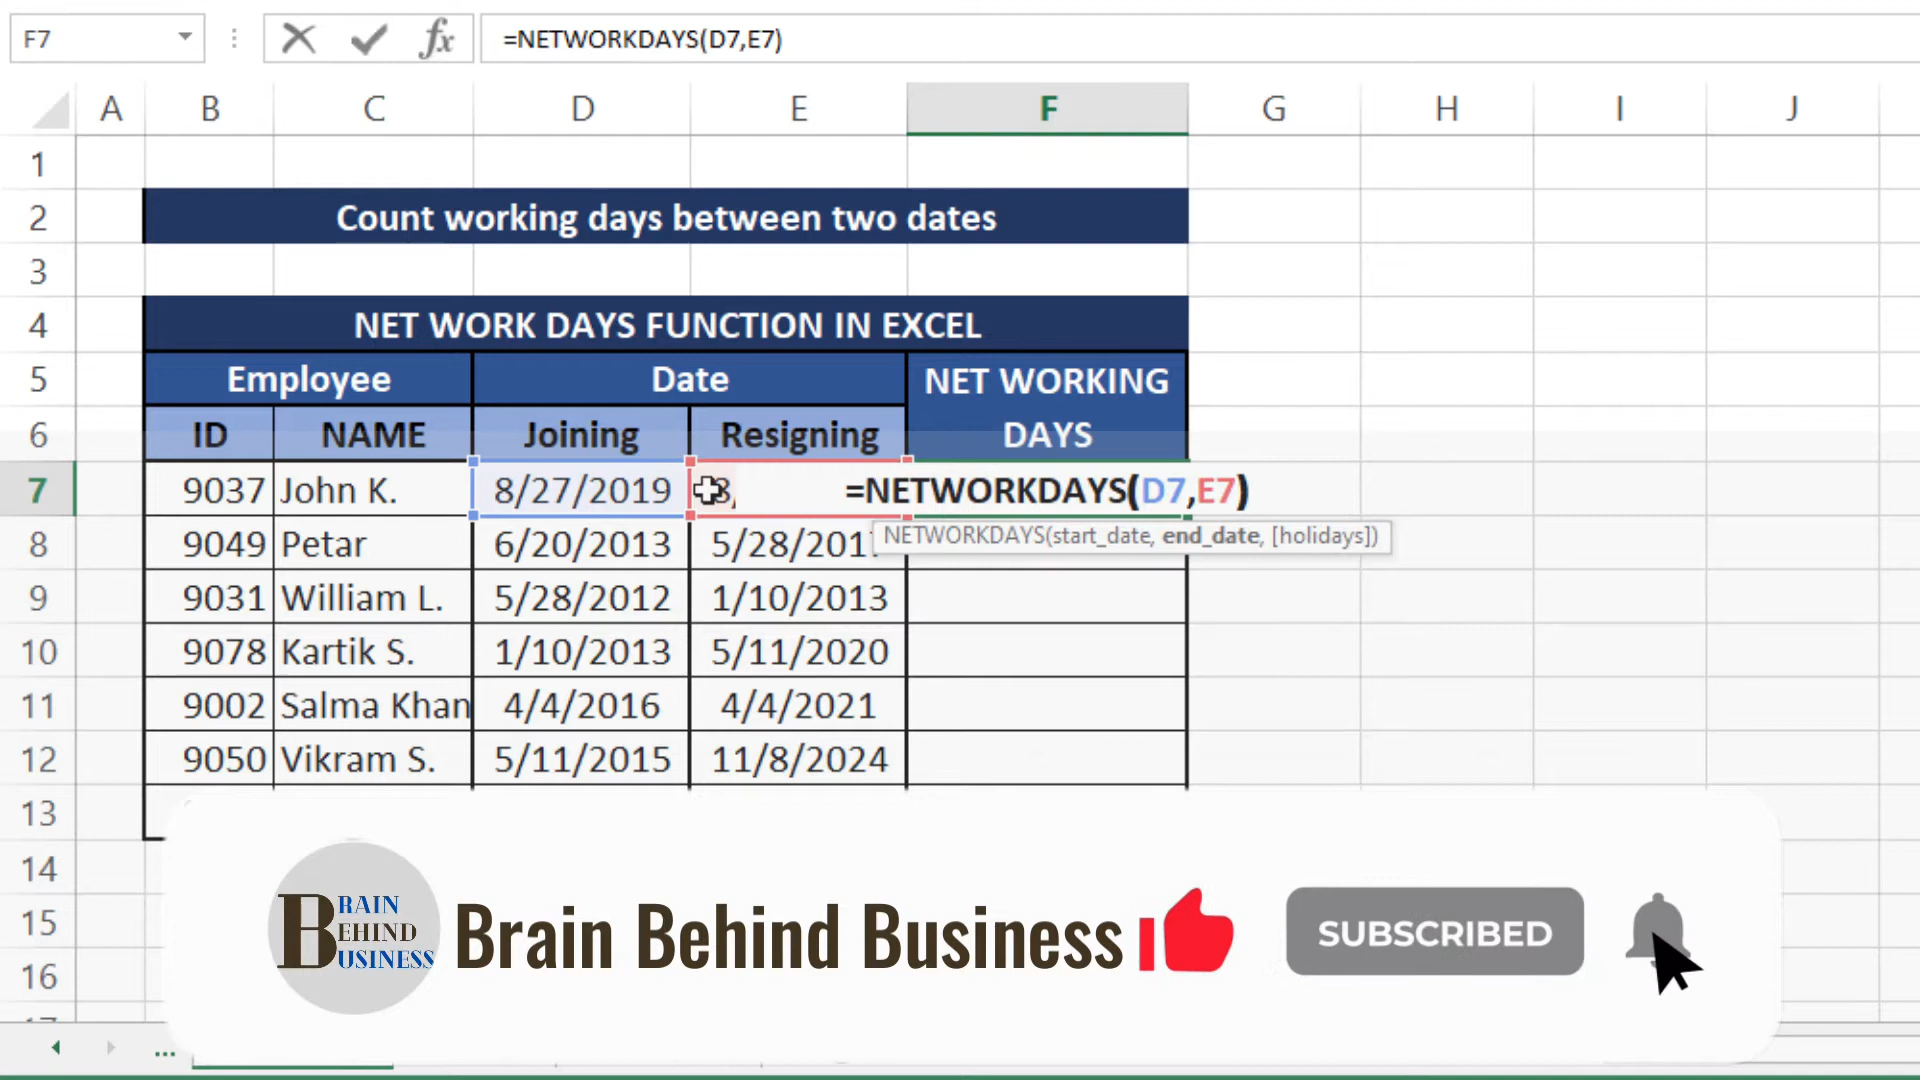 F7 fx =NETWORKDAYS(D7,E7)
A B C D E F G H I J
1
2 Count working days between two dates
3
4 NET WORK DAYS FUNCTION IN EXCEL
5 Employee Date NET WORKING
6 ID NAME Joining Resigning DAYS
7 9037 John K. 8/27/2019 =NETWORKDAYS(D7,E7)
NETWORKDAYS(start_date, end_date, [holidays])
8 9049 Petar 6/20/2013
9 9031 William L. 5/28/2012 1/10/2013
10 9078 Kartik S. 1/10/2013 5/11/2020
11 9002 Salma Khan 4/4/2016 4/4/2021
12 9050 Vikram S. 5/11/2015 11/8/2024
13
14
15
16
BRAIN
BEHIND
BUSINESS
Brain Behind Business SUBSCRIBED
...